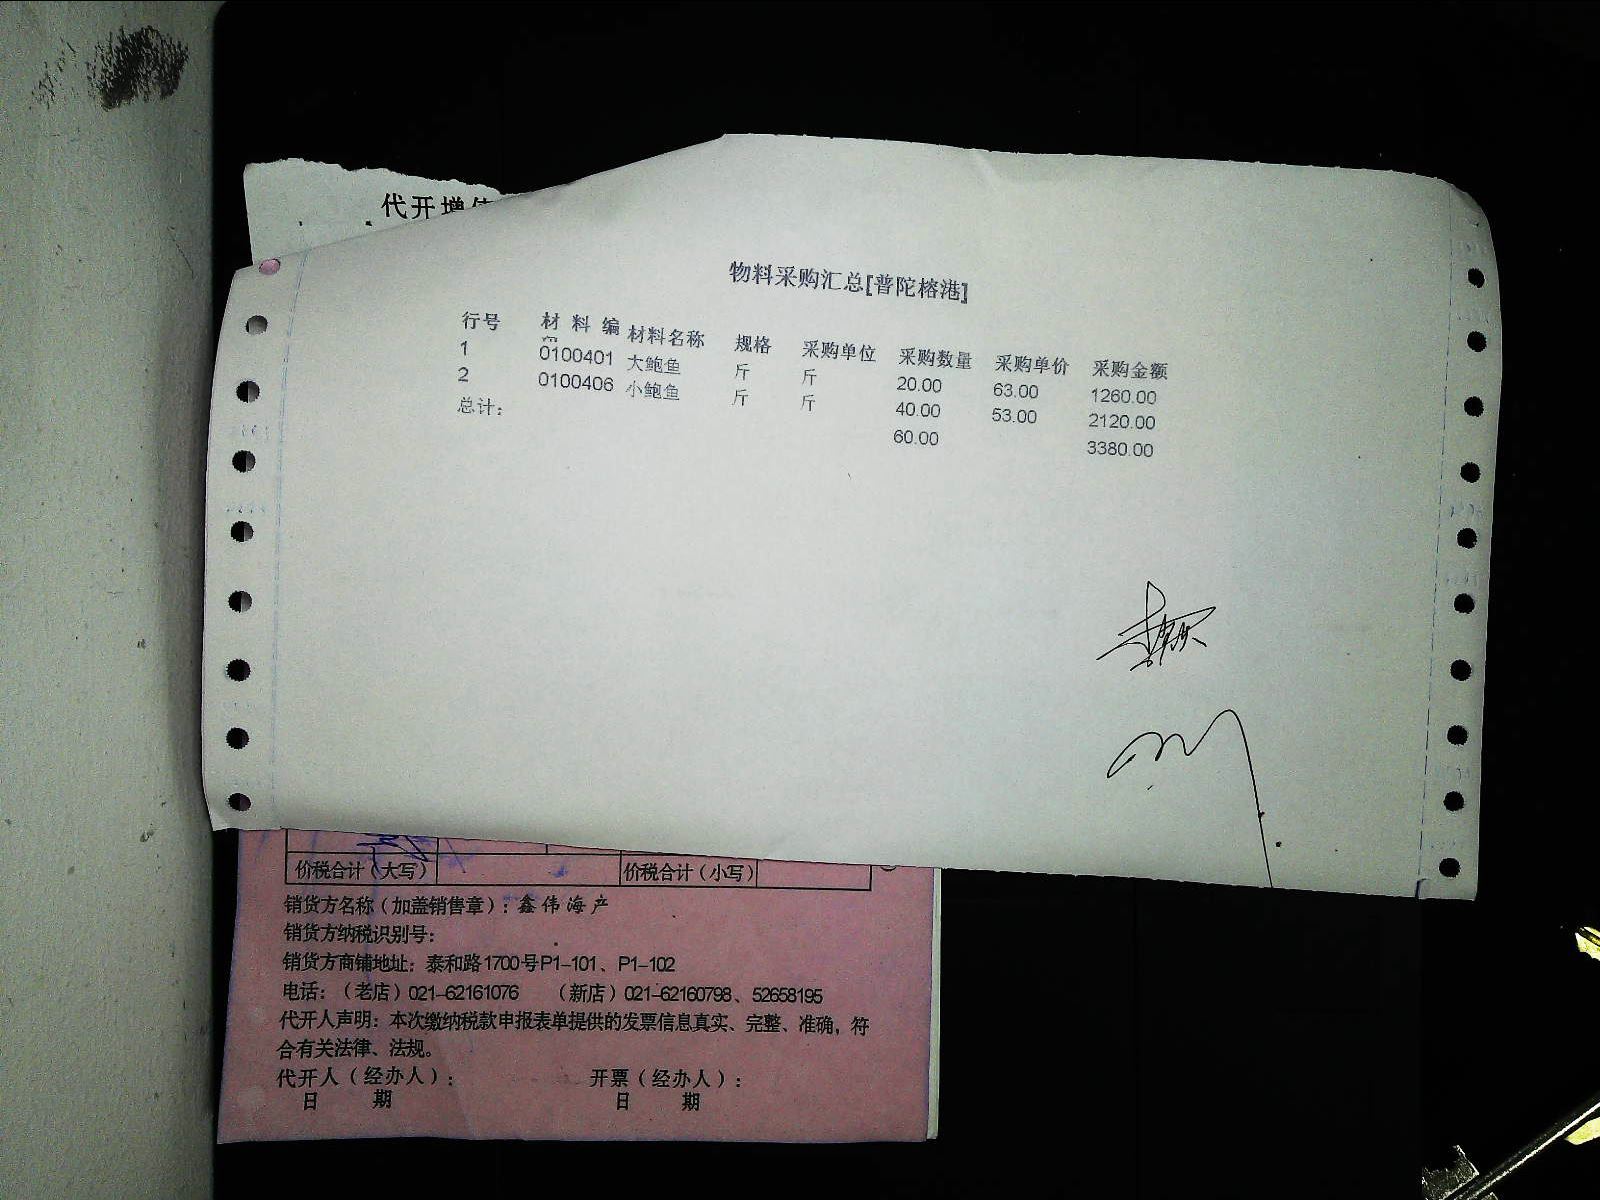 代开增
物料采购汇总[普陀榕港]
行号 材料编 材料名称 规格 采购单位 采购数量 采购单价 采购金额
1 0100401 大鲍鱼 斤 斤 20.00 63.00 1260.00
2 0100406 小鲍鱼 斤 斤 40.00 53.00 2120.00
总计: 60.00 3380.00
价税合计(大写) 价税合计(小写)
销货方名称(加盖销售章):鑫伟海产
销货方纳税识别号:
销货方商铺地址:泰和路1700号P1-101、P1-102
电话:(老店)021-62161076 (新店)021-62160798、52658195
代开人声明:本次缴纳税款申报表单提供的发票信息真实、完整、准确,符
合有关法律、法规。
代开人(经办人): 开票(经办人):
日 期 日 期